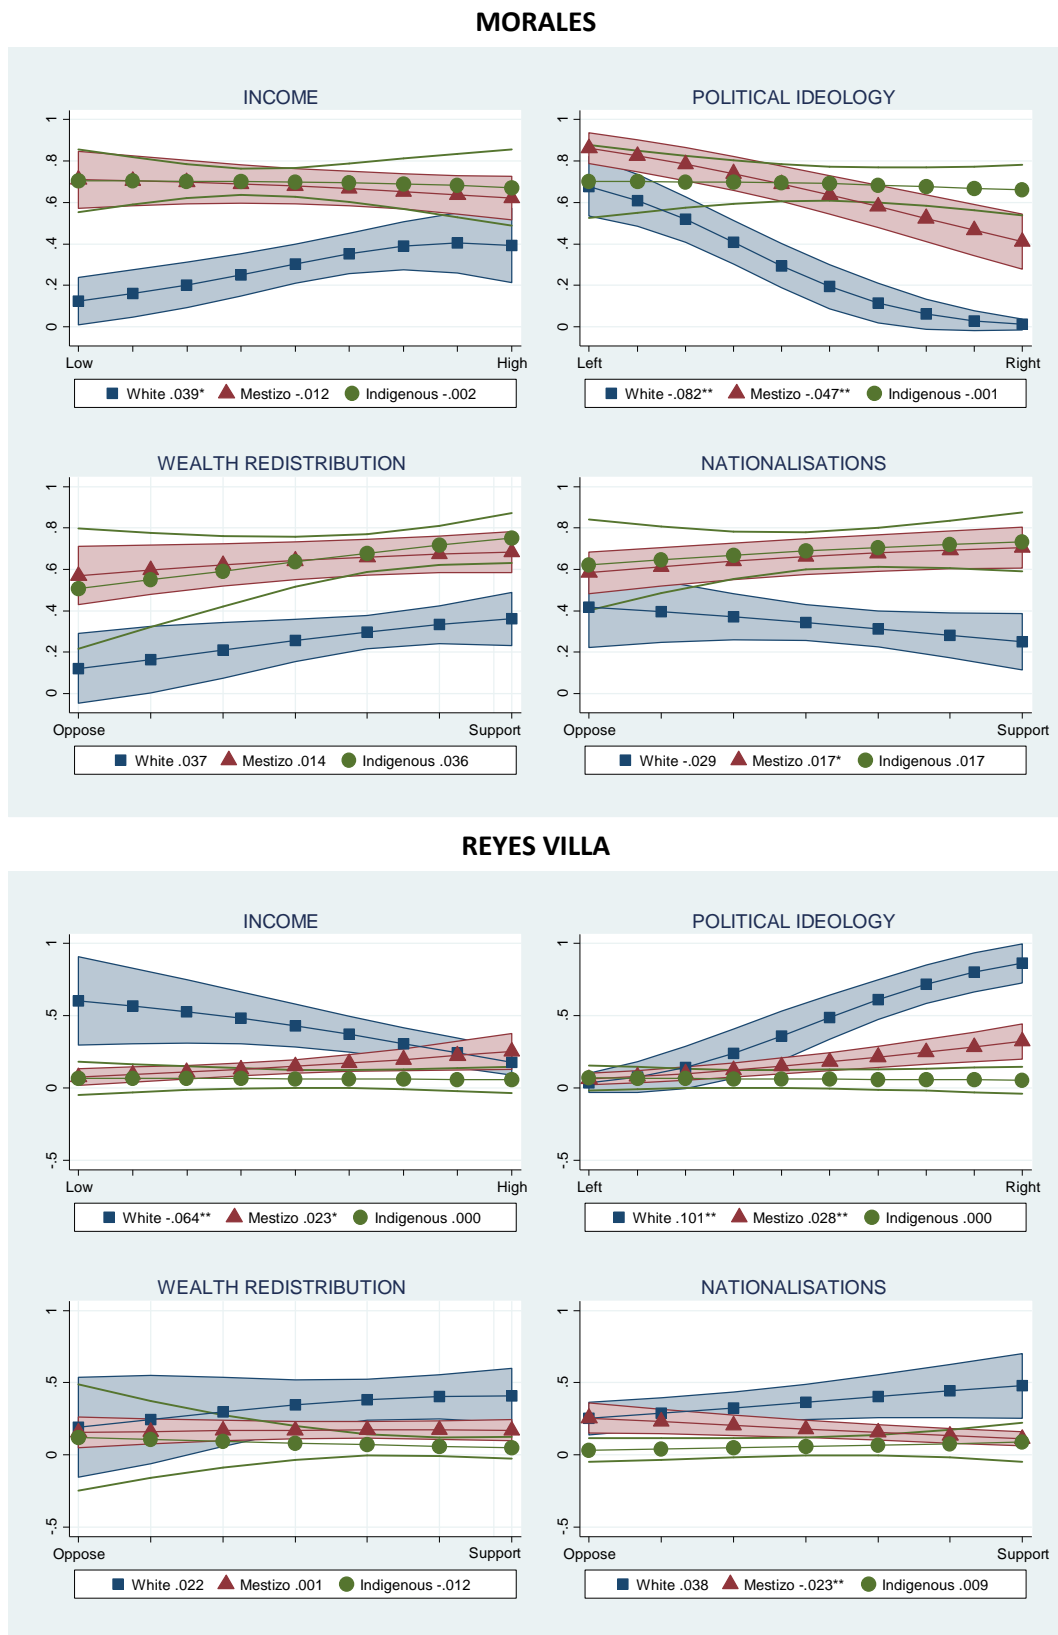 MORALES
INCOME
POLITICAL IDEOLOGY
1
.8
.6
.4
.2
0
1
.8
.6
.4
.2
0
Low High
Left Right
White .039* Mestizo -.012 Indigenous -.002
White -.082** Mestizo -.047** Indigenous -.001
WEALTH REDISTRIBUTION
NATIONALISATIONS
1
.8
.6
.4
.2
0
1
.8
.6
.4
.2
0
Oppose Support
Oppose Support
White .037 Mestizo .014 Indigenous .036
White -.029 Mestizo .017* Indigenous .017
REYES VILLA
INCOME
POLITICAL IDEOLOGY
1
.5
0
-.5
1
.5
0
-.5
Low High
Left Right
White -.064** Mestizo .023* Indigenous .000
White .101** Mestizo .028** Indigenous .000
WEALTH REDISTRIBUTION
NATIONALISATIONS
1
.5
0
-.5
1
.5
0
-.5
Oppose Support
Oppose Support
White .022 Mestizo .001 Indigenous -.012
White .038 Mestizo -.023** Indigenous .009